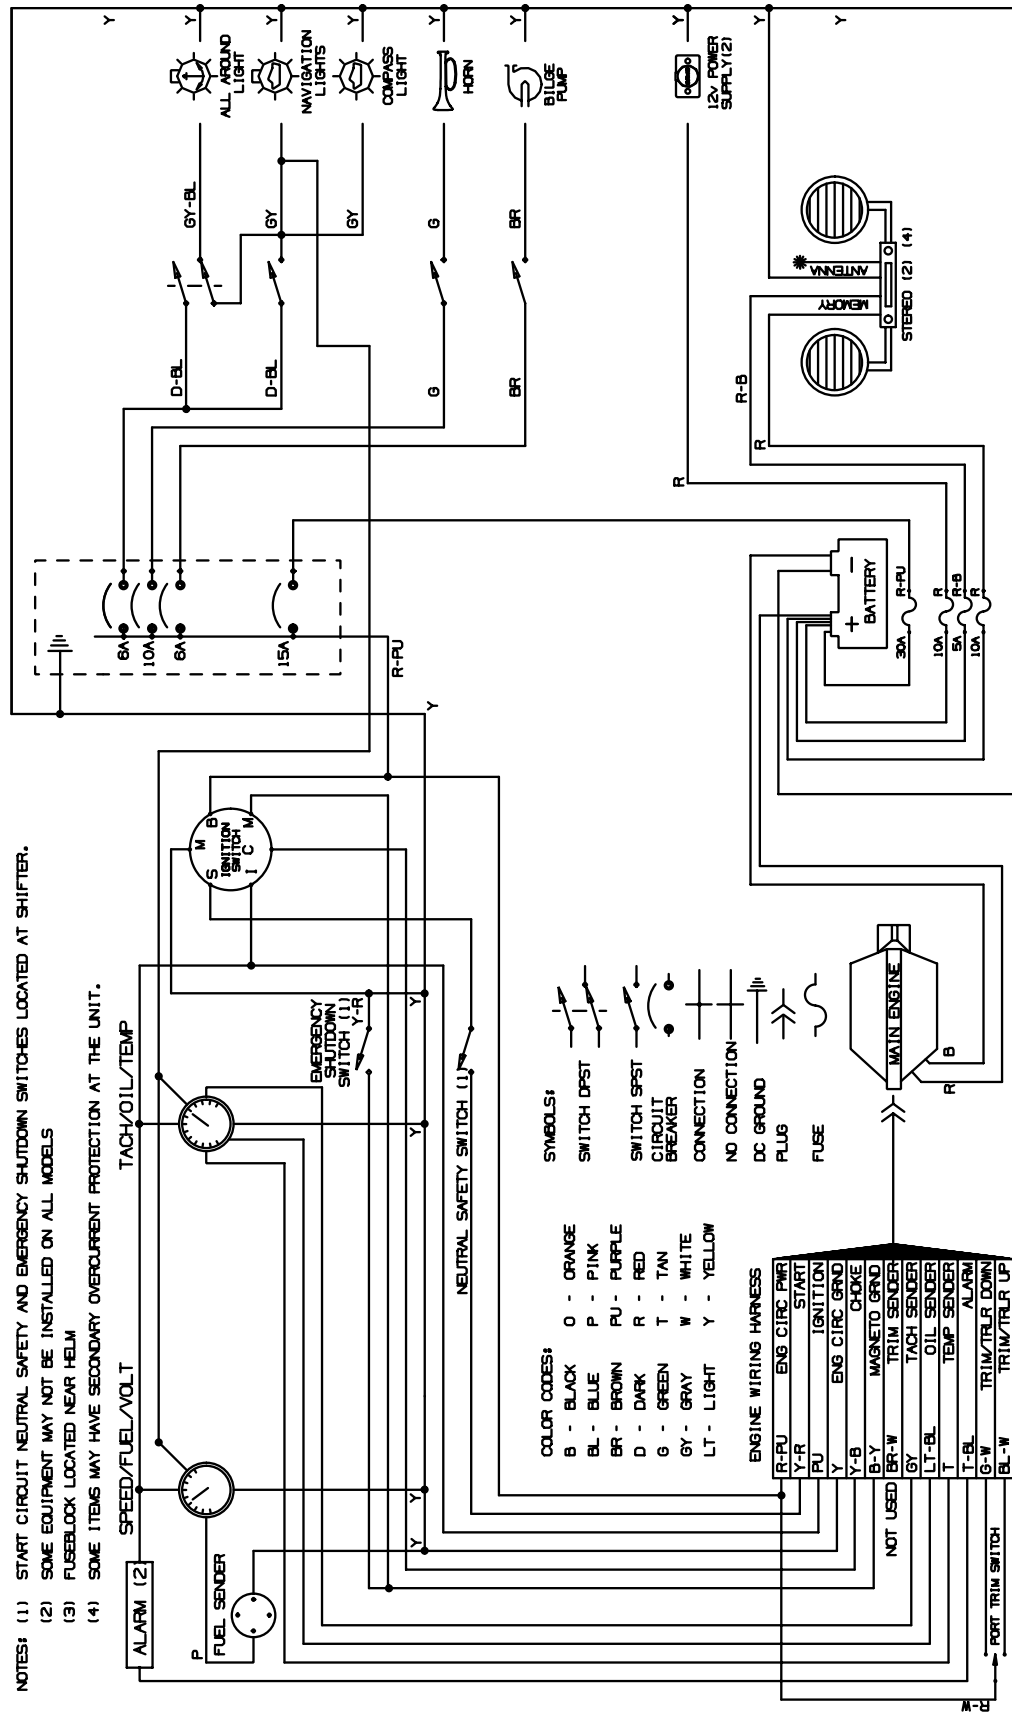 NOTES: (1) START CIRCUIT NEUTRAL SAFETY AND EMERGENCY SHUTDOWN SWITCHES LOCATED AT SHIFTER.
(2) SOME EQUIPMENT MAY NOT BE INSTALLED ON ALL MODELS
(3) FUSEBLOCK LOCATED NEAR HELM
(4) SOME ITEMS MAY HAVE SECONDARY OVERCURRENT PROTECTION AT THE UNIT.
ALARM (2)
SPEED/FUEL/VOLT
TACH/OIL/TEMP
P
FUEL SENDER
Y
Y
Y
Y
EMERGENCY
SHUTDOWN
SWITCH (1)
Y-R
NEUTRAL SAFETY SWITCH (1)
M
S
B
IGNITION
SWITCH
I
C
M
Y
R-PU
6A
10A
6A
15A
D-BL
D-BL
G
BR
GY-BL
GY
GY
G
BR
ALL AROUND
LIGHT
NAVIGATION
LIGHTS
COMPASS
LIGHT
HORN
BILGE
PUMP
12v POWER
SUPPLY(2)
Y
Y
Y
Y
Y
Y
Y
Y
Y
COLOR CODES:
B - BLACK O - ORANGE
BL - BLUE P - PINK
BR - BROWN PU - PURPLE
D - DARK R - RED
G - GREEN T - TAN
GY - GRAY W - WHITE
LT - LIGHT Y - YELLOW
SYMBOLS:
SWITCH DPST
SWITCH SPST
CIRCUIT
BREAKER
CONNECTION
NO CONNECTION
DC GROUND
PLUG
FUSE
ENGINE WIRING HARNESS
R-PU ENG CIRC PWR
Y-R START
PU IGNITION
Y ENG CIRC GRND
Y-B CHOKE
B-Y MAGNETO GRND
NOT USED BR-W TRIM SENDER
GY TACH SENDER
LT-BL OIL SENDER
T TEMP SENDER
T-BL ALARM
G-W TRIM/TRLR DOWN
BL-W TRIM/TRLR UP
PORT TRIM SWITCH
R-W
MAIN ENGINE
R
B
+
-
BATTERY
30A R-PU
10A R
5A R-B
10A R
R
R
R-B
MEMORY
ANTENNA
STEREO (2) (4)